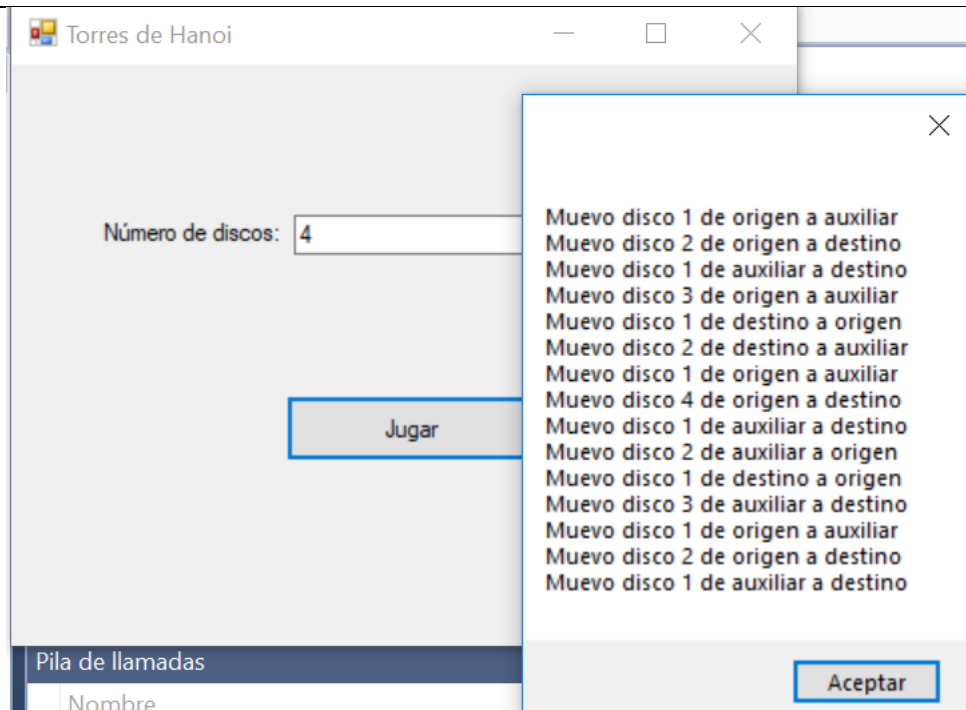 Torres de Hanoi
Número de discos: 4
Jugar
Muevo disco 1 de origen a auxiliar
Muevo disco 2 de origen a destino
Muevo disco 1 de auxiliar a destino
Muevo disco 3 de origen a auxiliar
Muevo disco 1 de destino a origen
Muevo disco 2 de destino a auxiliar
Muevo disco 1 de origen a auxiliar
Muevo disco 4 de origen a destino
Muevo disco 1 de auxiliar a destino
Muevo disco 2 de auxiliar a origen
Muevo disco 1 de destino a origen
Muevo disco 3 de auxiliar a destino
Muevo disco 1 de origen a auxiliar
Muevo disco 2 de origen a destino
Muevo disco 1 de auxiliar a destino
Aceptar
Pila de llamadas
Nombre